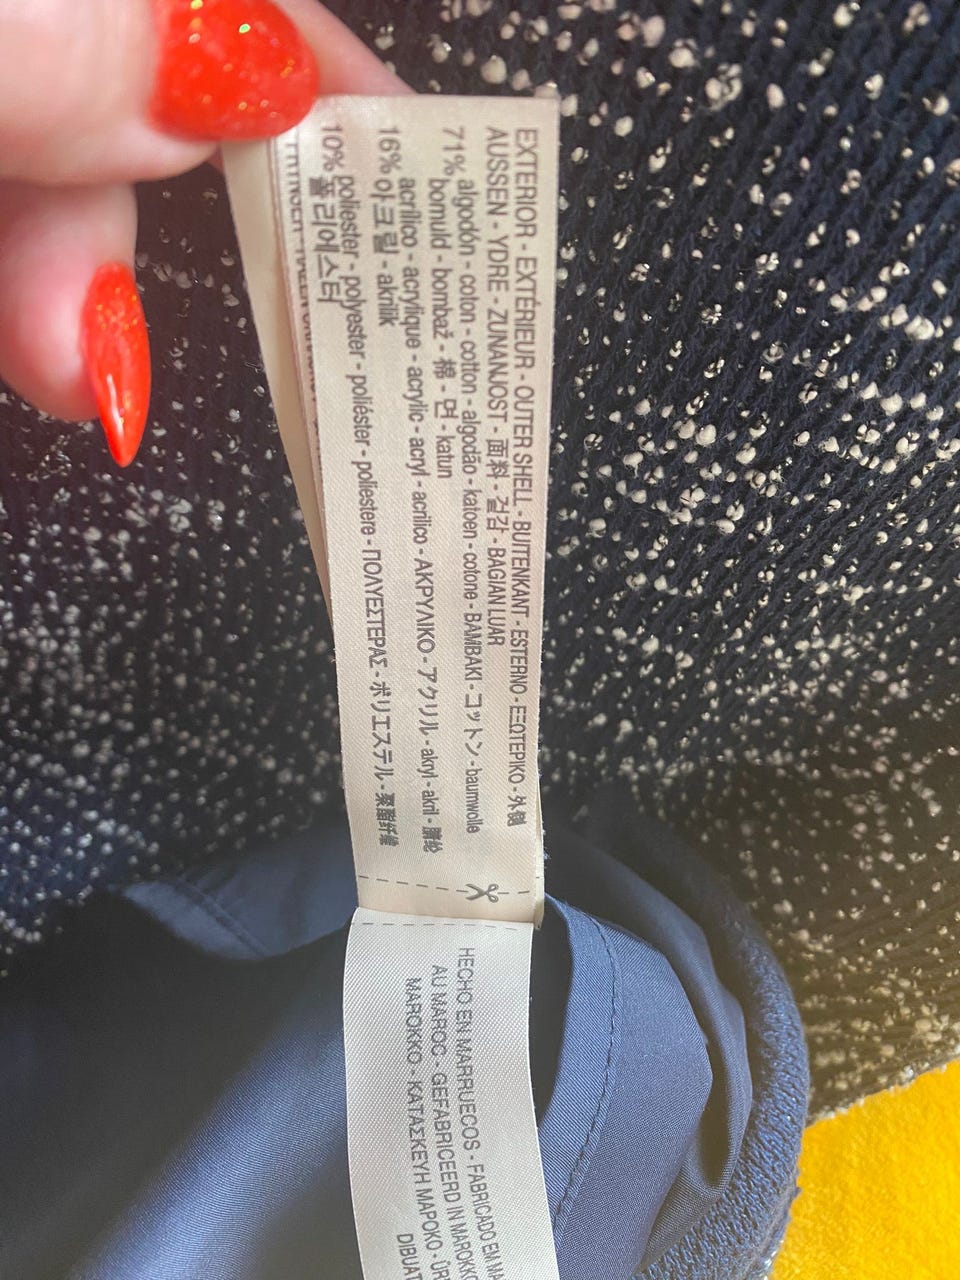 EXTERIOR - EXTÉRIEUR - OUTER SHELL - BUITENKANT - ESTERNO - ΕΞΩΤΕΡΙΚΟ - 外側
AUSSEN - YDRE - ZUNANJOST - 面料 - 겉감 - BAGIAN LUAR
71% algodón - coton - cotton - algodão - katoen - cotone - ΒΑΜΒΑΚΙ - コットン - baumwolle
bomuld - bombaž - 棉 - 면 - katun
16% acrílico - acrylique - acrylic - acryl - acrilico - ΑΚΡΥΛΙΚΟ - アクリル - akryl - akril - 腈纶
아크릴 - akrilik
10% poliester - polyester - poliéster - poliestere - ΠΟΛΥΕΣΤΕΡΑΣ - ポリエステル - 聚酯纤维
폴리에스터
HECHO EN MARRUECOS - FABRICADO EM
AU MAROC - GEFABRICEERD IN MAROKKO
MAROKKO - ΚΑΤΑΣΚΕΥΗ ΜΑΡΟΚΟ